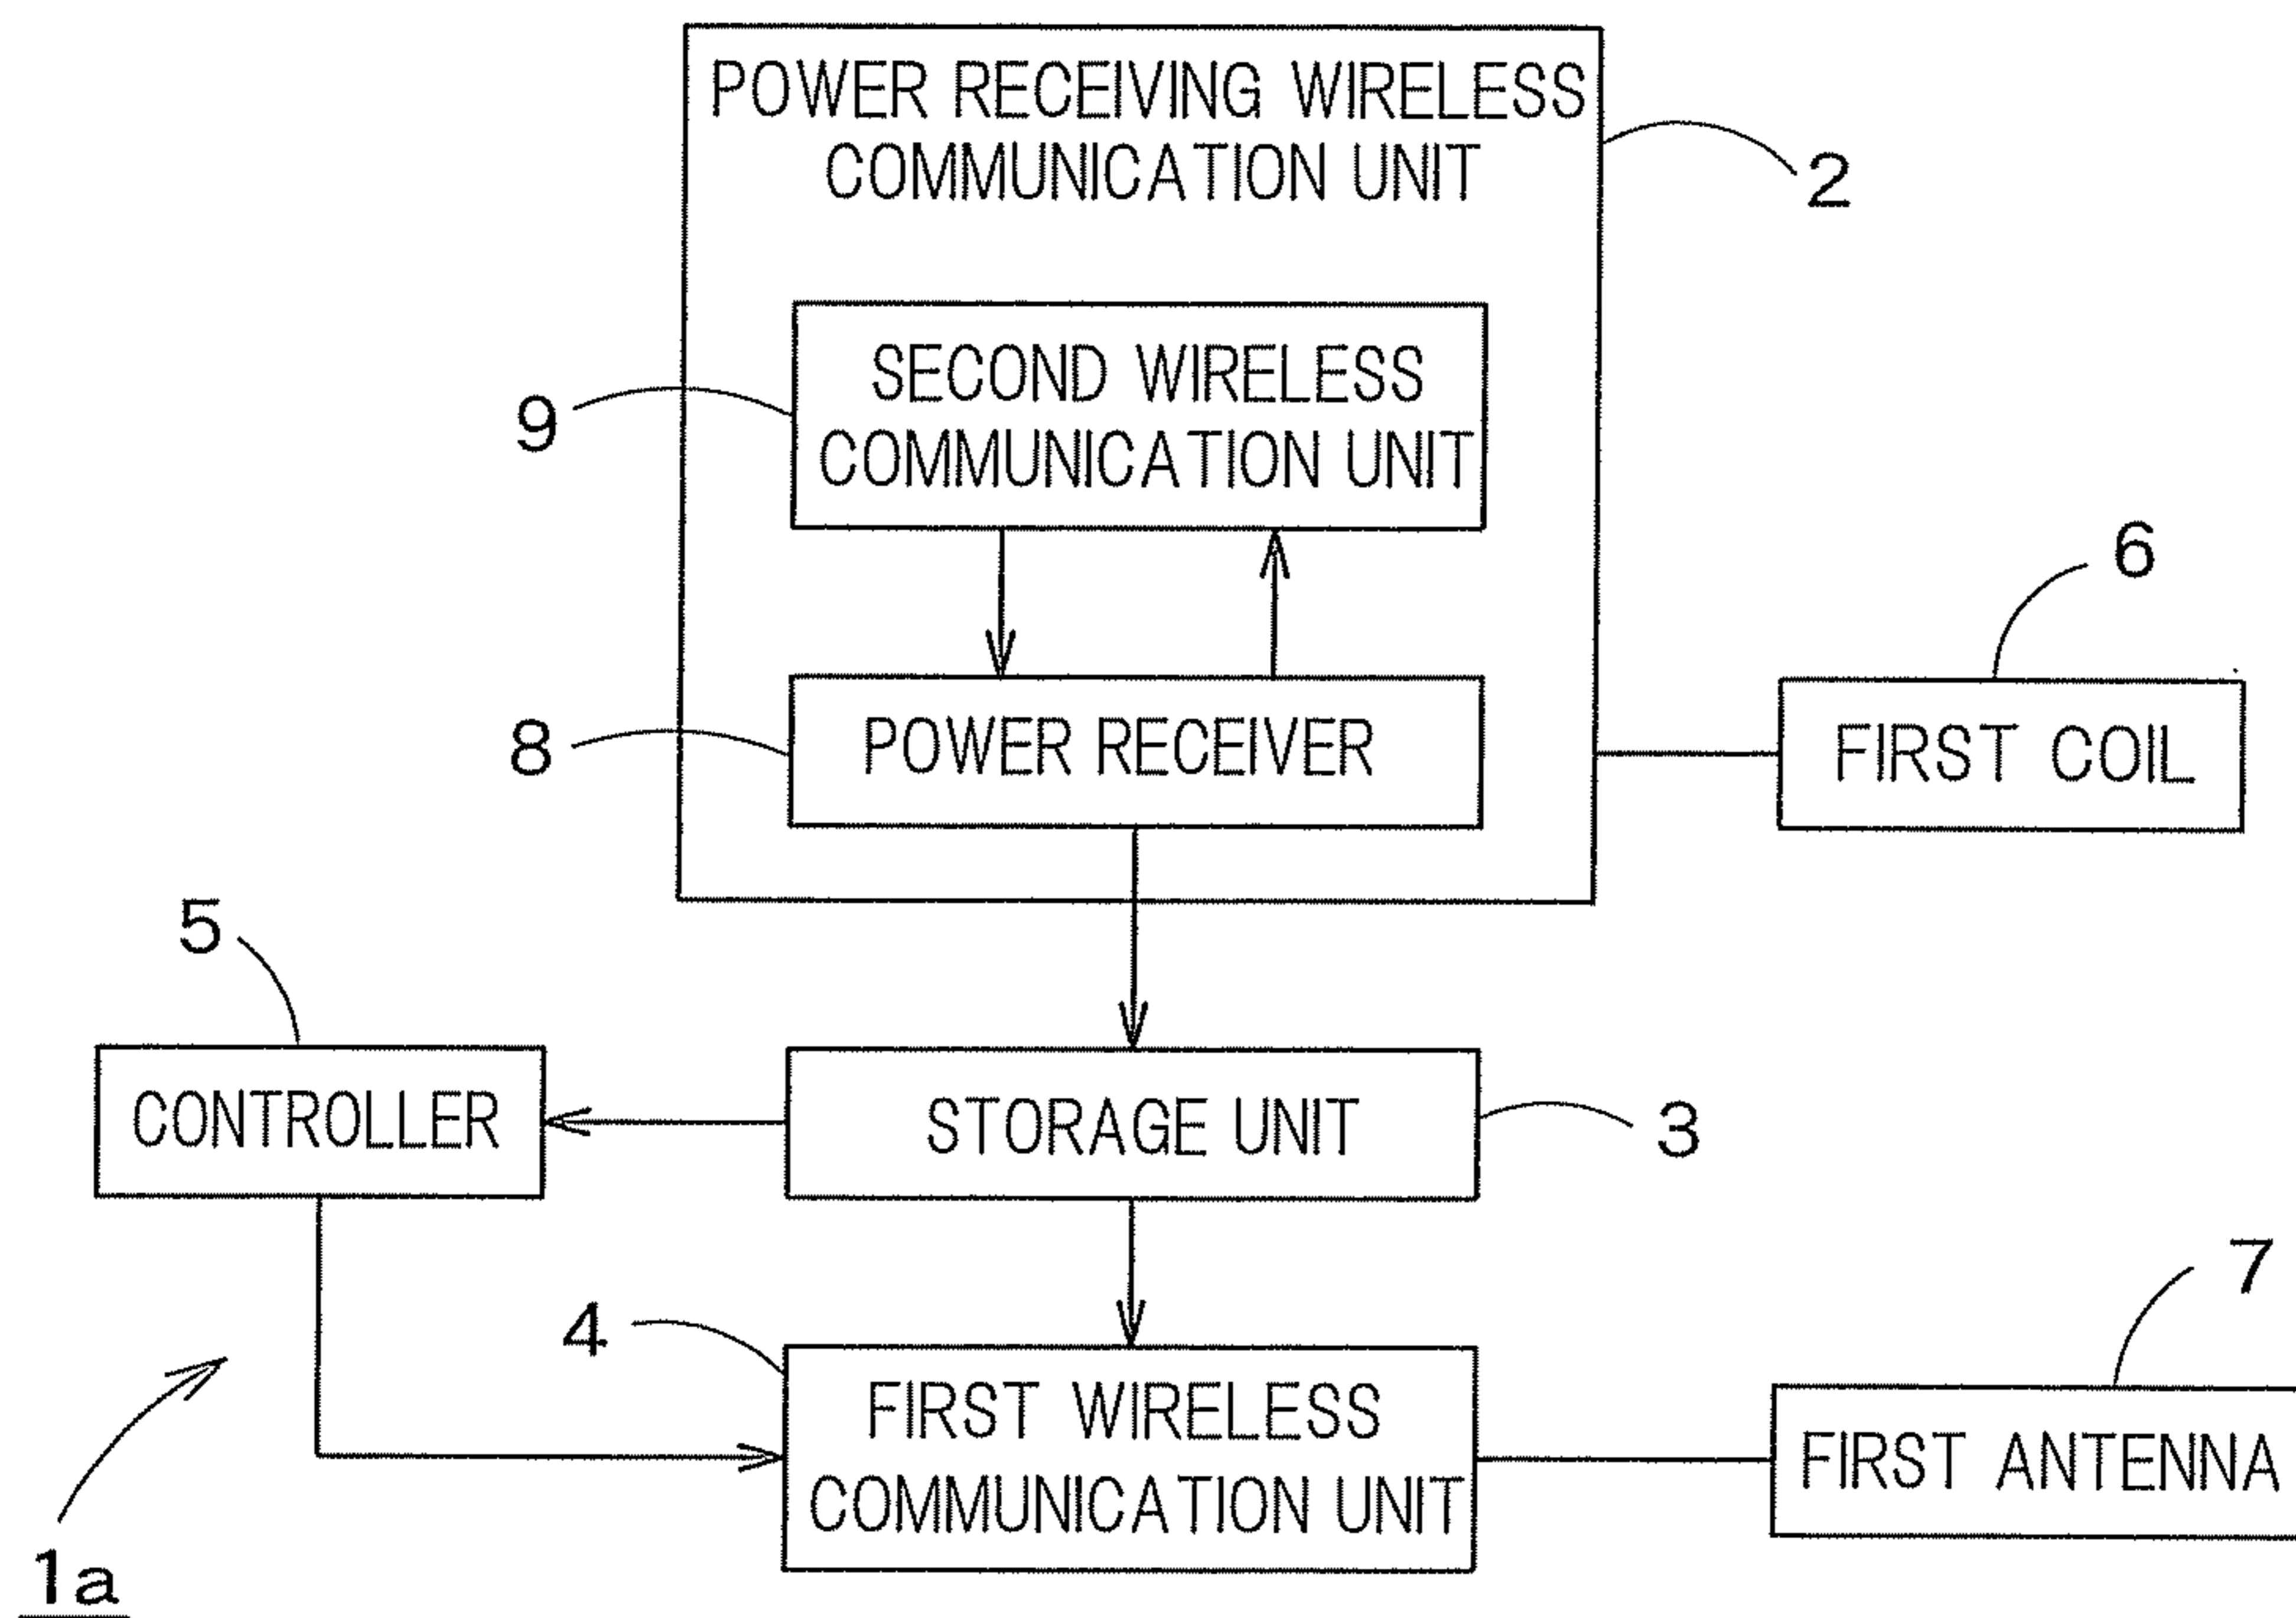 POWER RECEIVING WIRELESS
COMMUNICATION UNIT
2
SECOND WIRELESS
COMMUNICATION UNIT
9
6
POWER RECEIVER
8
FIRST COIL
5
CONTROLLER
STORAGE UNIT
3
7
4
FIRST WIRELESS
COMMUNICATION UNIT
FIRST ANTENNA
1a